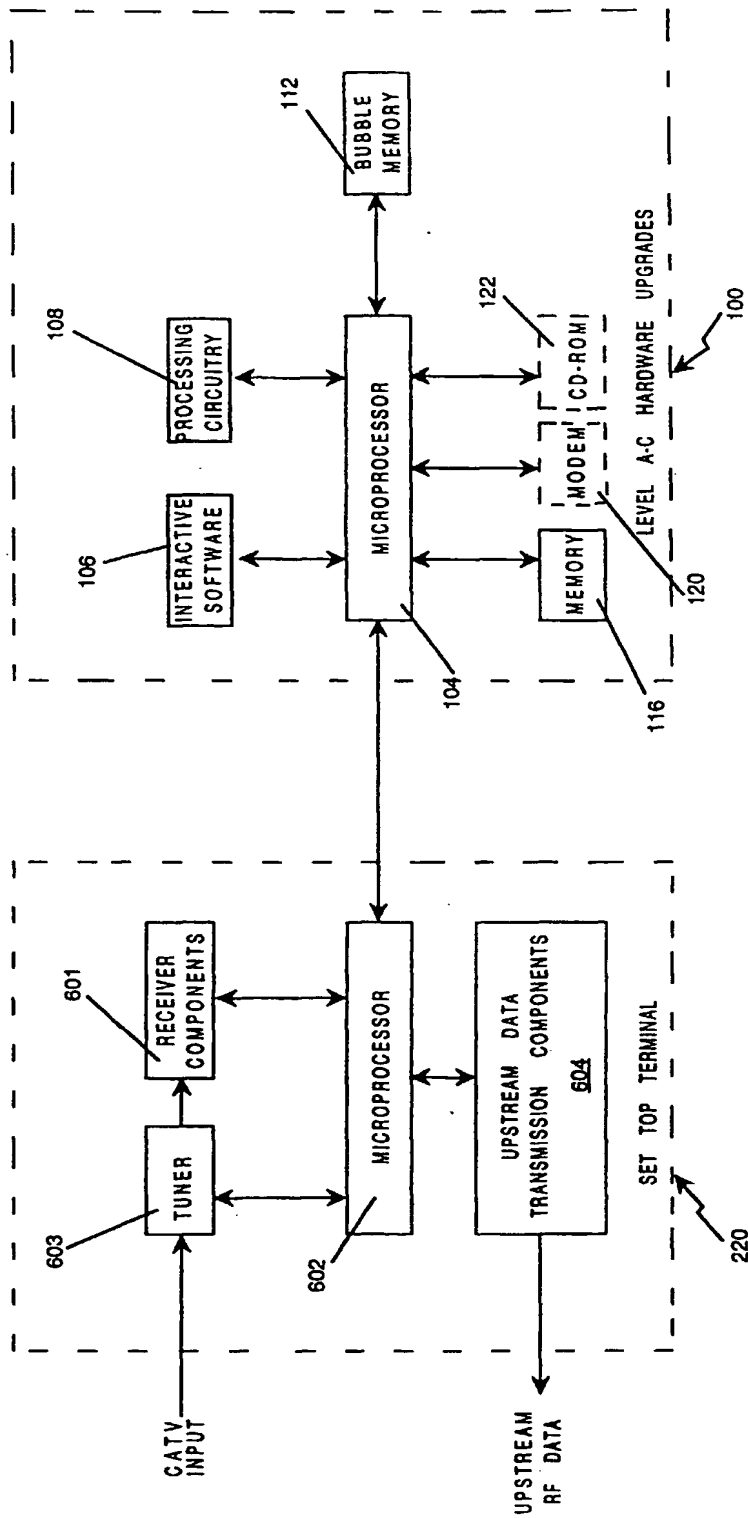 CATV
INPUT
UPSTREAM
RF DATA
603
TUNER
601
RECEIVER
COMPONENTS
MICROPROCESSOR
602
UPSTREAM DATA
TRANSMISSION COMPONENTS
604
SET TOP TERMINAL
220
106
INTERACTIVE
SOFTWARE
108
PROCESSING
CIRCUITRY
MICROPROCESSOR
104
112
BUBBLE
MEMORY
MEMORY
116
MODEM
120
CD-ROM
122
LEVEL A-C HARDWARE UPGRADES
100